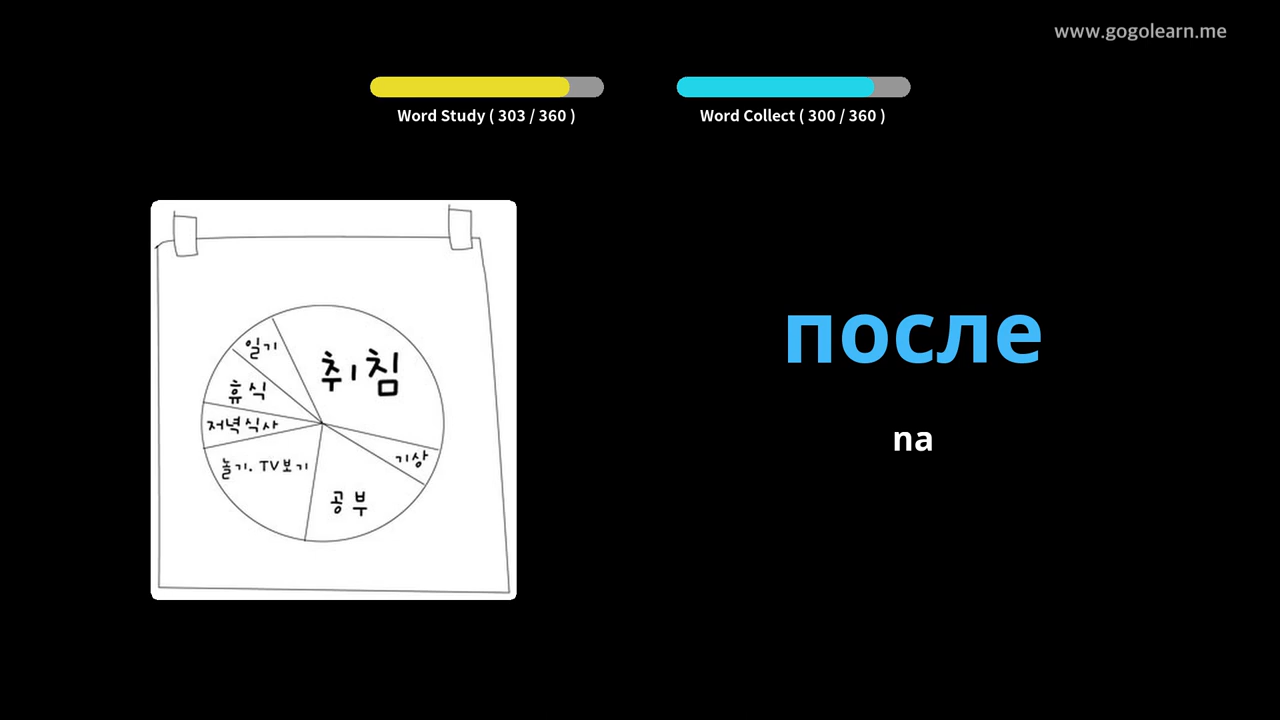 www.gogolearn.me
Word Study ( 303 / 360 )
Word Collect ( 300 / 360 )
일기
취침
휴식
저녁식사
기상
놀기. TV보기
공부
после
na